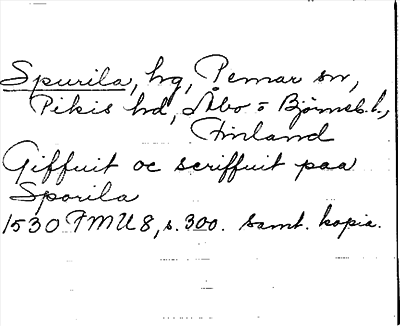 Spurila, hg, Pemar sn,
Pikis hd, Åbo = Björneb. l.,
Finland
Giffuit oc scriffuit paa
Sporila
1530 FMU 8, s. 300. samt. kopia.